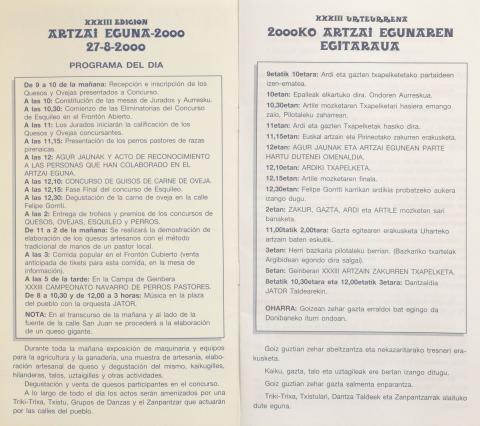 XXXIII EDICION
ARTZAI EGUNA-2000
27-8-2000
PROGRAMA DEL DIA
De 9 a 10 de la mañana: Recepción e inscripción de los
Quesos y Ovejas presentados a Concurso.
A las 10: Constitución de las mesas de Jurados y Aurresku.
A las 10,30: Comienzo de las Eliminatorias del Concurso
de Esquileo en el Frontón Abierto.
A las 11: Los Jurados iniciarán la calificación de los
Quesos y Ovejas concursantes.
A las 11,15: Presentación de los perros pastores de razas
pirenaicas.
A las 12: AGUR JAUNAK Y ACTO DE RECONOCIMIENTO
A LAS PERSONAS QUE HAN COLABORADO EN EL
ARTZAI EGUNA.
A las 12,10: CONCURSO DE GUISOS DE CARNE DE OVEJA.
A las 12,15: Fase Final del concurso de Esquileo.
A las 12,30: Degustación de la carne de oveja en la calle
Felipe Gorriti.
A las 2: Entrega de trofeos y premios de los concursos de
QUESOS, OVEJAS, ESQUILEO y PERROS.
De 11 a 2 de la mañana: Se realizará la demostración de
elaboración de los quesos artesanos con el método
tradicional de manos de un pastor local.
A las 3: Comida popular en el Frontón Cubierto (venta
anticipada de tikets para esta comida, en la mesa de
información).
A las 5 de la tarde: En la Campa de Geinbera
XXXIII CAMPEONATO NAVARRO DE PERROS PASTORES.
De 8 a 10,30 y de 12,00 a 3 horas: Música en la plaza
del pueblo con la orquesta JATOR.
NOTA: En el transcurso de la mañana y al lado de la
fuente de la calle San Juan se procederá a la elaboración
de un queso gigante.
Durante toda la mañana exposición de maquinaria y equipos
para la agricultura y la ganadería, una muestra de artesanía, elabo-
ración artesanal de queso y degustación del mismo, kaikugilles,
hilanderas, talos, uztaigilles y otras actividades.
Degustación y venta de quesos participantes en el concurso.
A lo largo de todo el día los actos serán amenizados por una
Triki-Trixa, Txistu, Grupos de Danzas y el Zanpantzar que actuarán
por las calles del pueblo.
XXXIII URTEURRENA
2000KO ARTZAI EGUNAREN
EGITARAUA
9etatik 10etara: Ardi eta gazten txapelketetako partaideen
izen-ematea.
10etan: Epaileak elkartuko dira. Ondoren Aurreskua.
10,30etan: Artile mozketaren Txapelketari hasiera emango
zaio, Pilotaleku zaharrean.
11etan: Ardi eta gazten Txapelketak hasiko dira.
11,15etan: Euskal artzain eta Pirineotako zakurren erakusketa.
12etan: AGUR JAUNAK ETA ARTZAI EGUNEAN PARTE
HARTU DUTENEI OMENALDIA.
12,10etan: ARDIKI TXAPELKETA.
12,15etan: Artile mozketaren finala.
12,30etan: Felipe Gorriti karrikan ardikis probatzeko aukera
izango dugu.
2etan: ZAKUR, GAZTA, ARDI eta ARTILE mozketen sari
banaketa.
11,00tatik 2,00tara: Gazta egitearen erakusketa Uharteko
artzain baten eskutik.
3etan: Herri bazkaria pilotaleku berrian. (Bazkariko txartelak
Argibidean egondo dira salgai).
5etan: Geinberan XXXIII ARTZAIN ZAKURREN TXAPELKETA.
8etatik 10,30etara eta 12,00etatik 3etara: Dantzaldia
JATOR Taldearekin.
OHARRA: Goizean zehar gazta erraldoi bat egingo da
Donibaneko iturri ondoan.
Goiz guztian zehar abeltzantza eta nekazaritarako tresneri era-
kusketa.
Kaiku, gazta, talo eta uztagileak ere bertan izango ditugu.
Goiz guztian zehar gazta salmenta enparantza.
Triki-Trixa, Txistulari, Dantza Taldeek eta Zanpantzarrak alaituko
dute eguna.